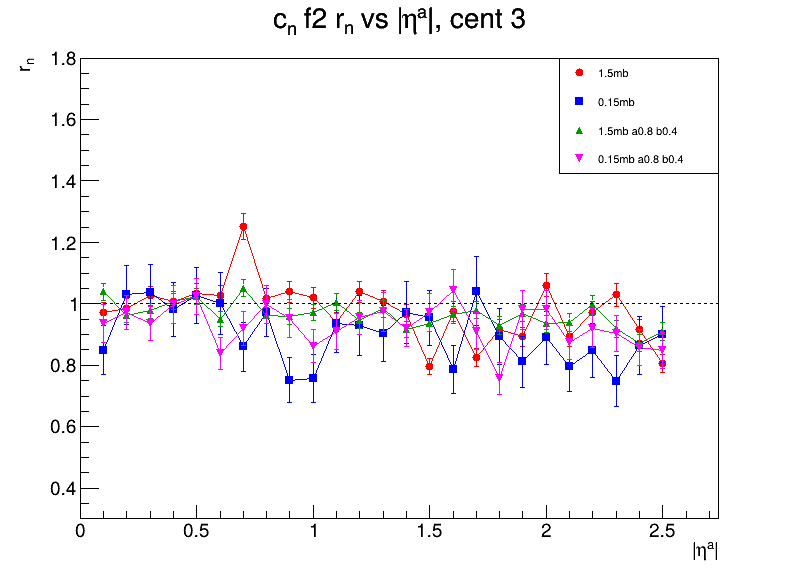 cₙ f2 rₙ vs |ηᵃ|, cent 3
rₙ
1.8
1.6
1.4
1.2
1
0.8
0.6
0.4
1.5mb
0.15mb
1.5mb a0.8 b0.4
0.15mb a0.8 b0.4
0 0.5 1 1.5 2 2.5
|ηᵃ|